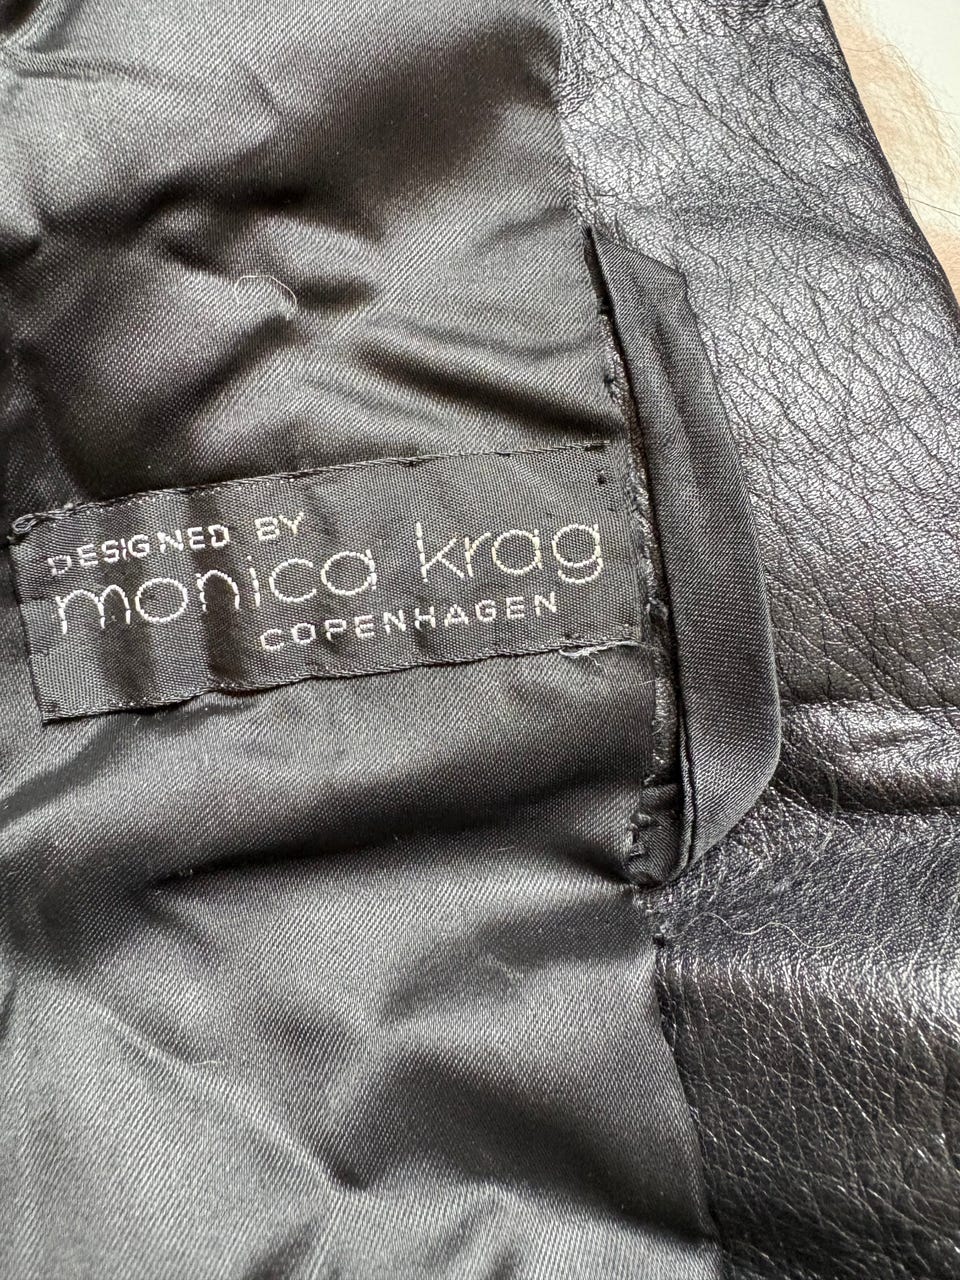 DESIGNED BY
monica krag
COPENHAGEN